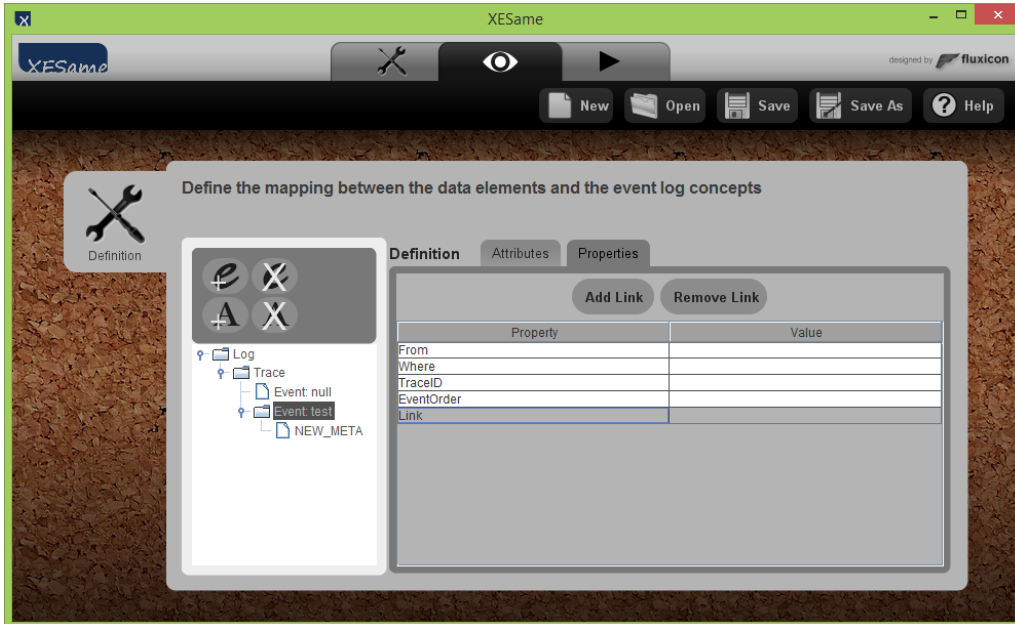 XESame
XESame
designed by fluxicon
New Open Save Save As ? Help
Define the mapping between the data elements and the event log concepts
Definition
Definition Attributes Properties
e
A X
Add Link Remove Link
Property Value
From
Where
TraceID
EventOrder
Link
Log
Trace
Event: null
Event: test
NEW_META